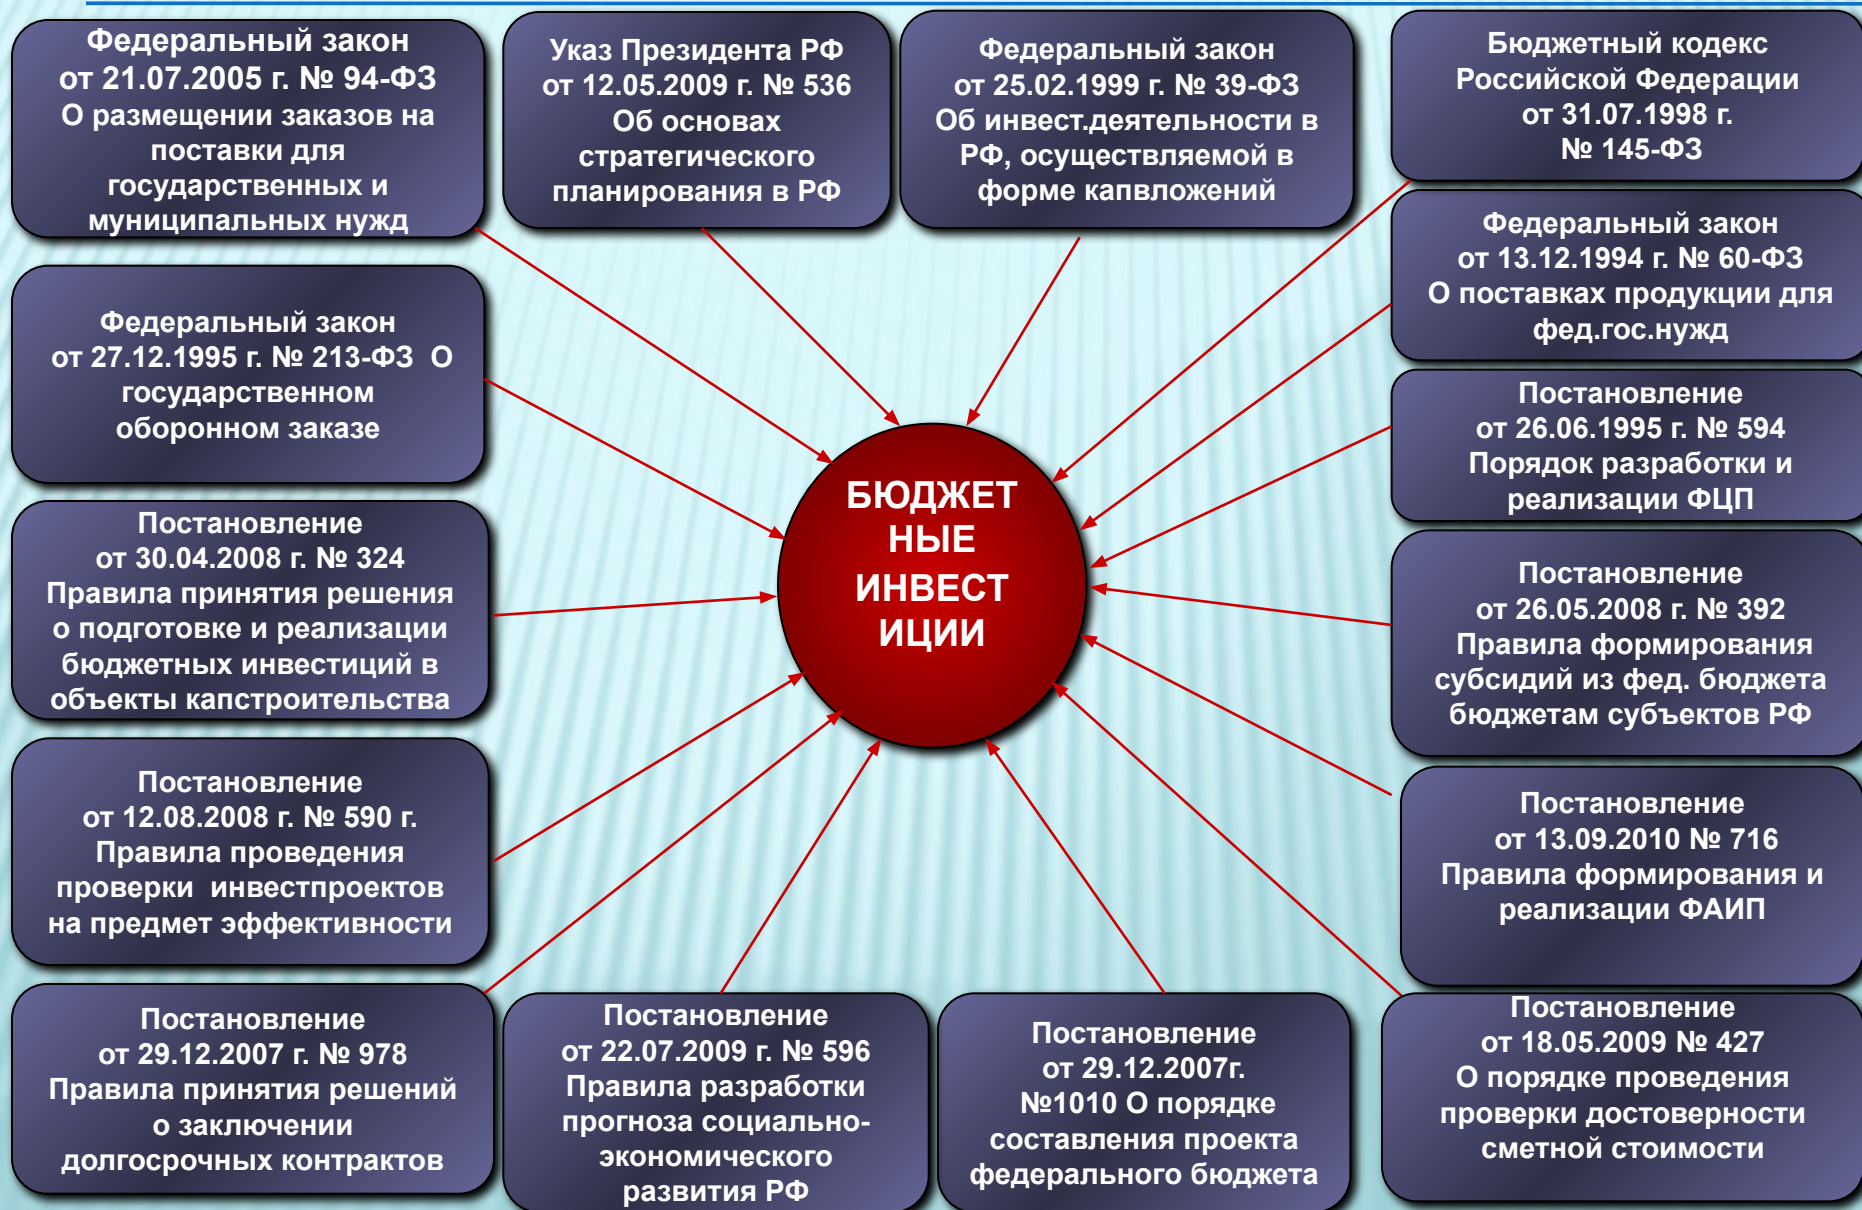 Федеральный закон
от 21.07.2005 г. № 94-ФЗ
О размещении заказов на
поставки для
государственных и
муниципальных нужд
Указ Президента РФ
от 12.05.2009 г. № 536
Об основах
стратегического
планирования в РФ
Федеральный закон
от 25.02.1999 г. № 39-ФЗ
Об инвест.деятельности в
РФ, осуществляемой в
форме капвложений
Бюджетный кодекс
Российской Федерации
от 31.07.1998 г.
№ 145-ФЗ
Федеральный закон
от 13.12.1994 г. № 60-ФЗ
О поставках продукции для
фед.гос.нужд
Федеральный закон
от 27.12.1995 г. № 213-ФЗ О
государственном
оборонном заказе
Постановление
от 26.06.1995 г. № 594
Порядок разработки и
реализации ФЦП
БЮДЖЕТ
НЫЕ
ИНВЕСТ
ИЦИИ
Постановление
от 30.04.2008 г. № 324
Правила принятия решения
о подготовке и реализации
бюджетных инвестиций в
объекты капстроительства
Постановление
от 26.05.2008 г. № 392
Правила формирования
субсидий из фед. бюджета
бюджетам субъектов РФ
Постановление
от 12.08.2008 г. № 590 г.
Правила проведения
проверки инвестпроектов
на предмет эффективности
Постановление
от 13.09.2010 № 716
Правила формирования и
реализации ФАИП
Постановление
от 29.12.2007 г. № 978
Правила принятия решений
о заключении
долгосрочных контрактов
Постановление
от 22.07.2009 г. № 596
Правила разработки
прогноза социально-
экономического
развития РФ
Постановление
от 29.12.2007г.
№1010 О порядке
составления проекта
федерального бюджета
Постановление
от 18.05.2009 № 427
О порядке проведения
проверки достоверности
сметной стоимости